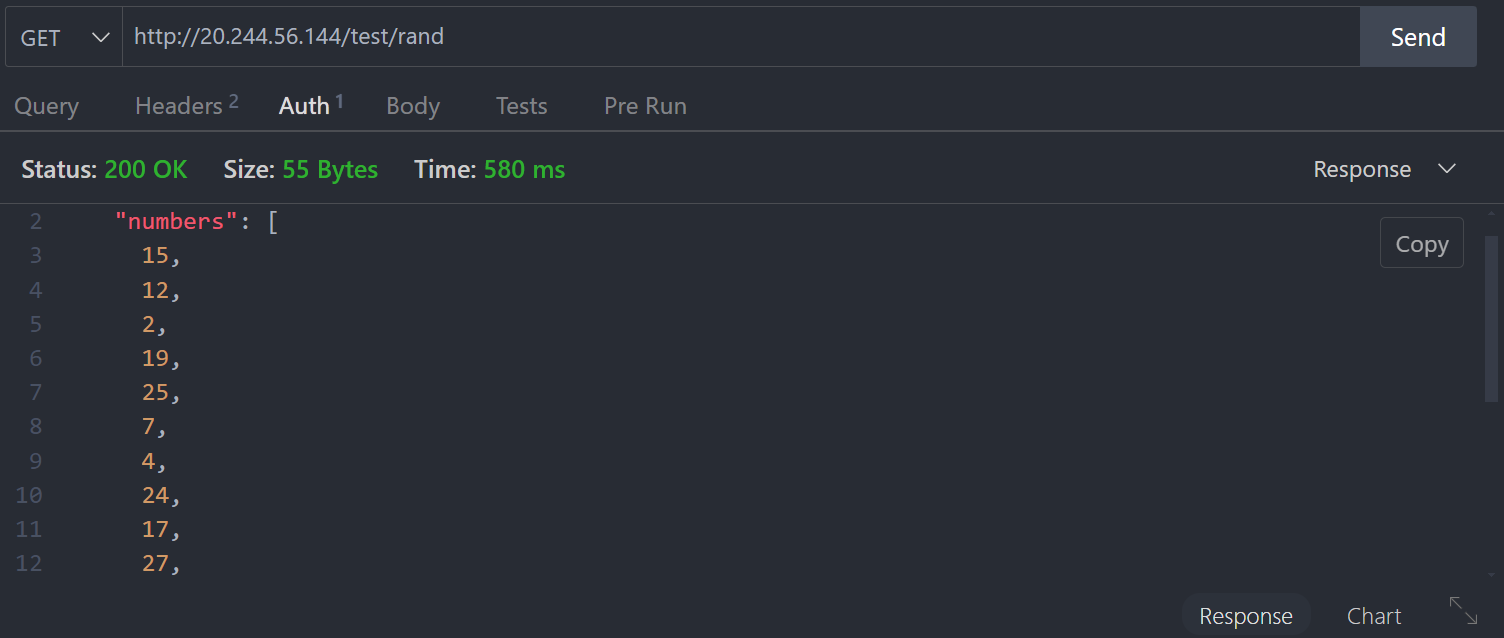 GET http://20.244.56.144/test/rand Send
Query Headers 2 Auth 1 Body Tests Pre Run
Status: 200 OK Size: 55 Bytes Time: 580 ms Response
2 "numbers": [
Copy
3 15,
4 12,
5 2,
6 19,
7 25,
8 7,
9 4,
10 24,
11 17,
12 27,
Response Chart